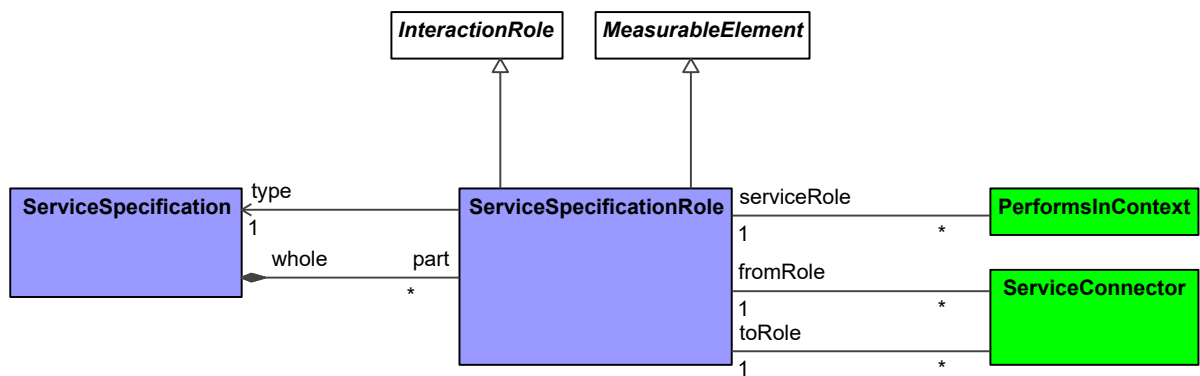 InteractionRole
MeasurableElement
ServiceSpecification
type
1
whole
part
*
ServiceSpecificationRole
serviceRole
1
*
PerformsInContext
fromRole
1
*
ServiceConnector
toRole
1
*